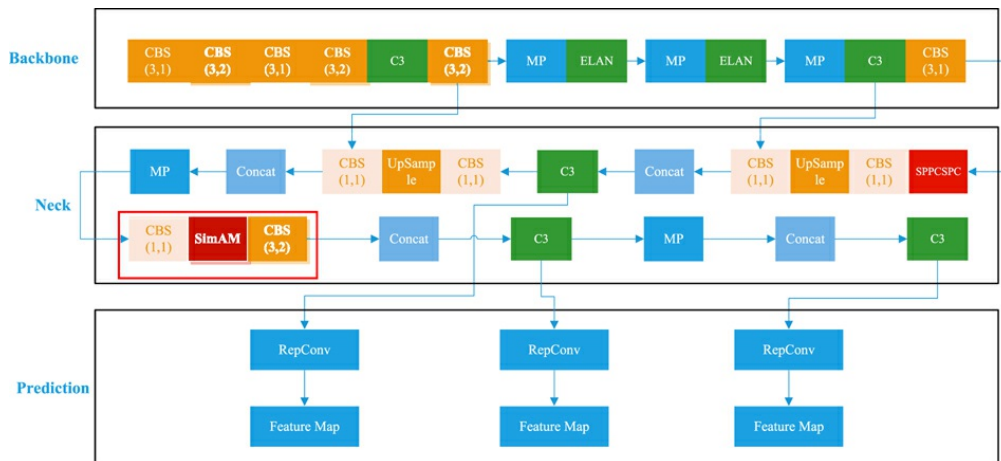 Backbone
CBS
(3,1)
CBS
(3,2)
CBS
(3,1)
CBS
(3,2)
C3
CBS
(3,2)
MP
ELAN
MP
ELAN
MP
C3
CBS
(3,1)
Neck
MP
Concat
CBS
(1,1)
UpSamp
le
CBS
(1,1)
C3
Concat
CBS
(1,1)
UpSamp
le
CBS
(1,1)
SPPCSPC
CBS
(1,1)
SimAM
CBS
(3,2)
Concat
C3
MP
Concat
C3
Prediction
RepConv
RepConv
RepConv
Feature Map
Feature Map
Feature Map